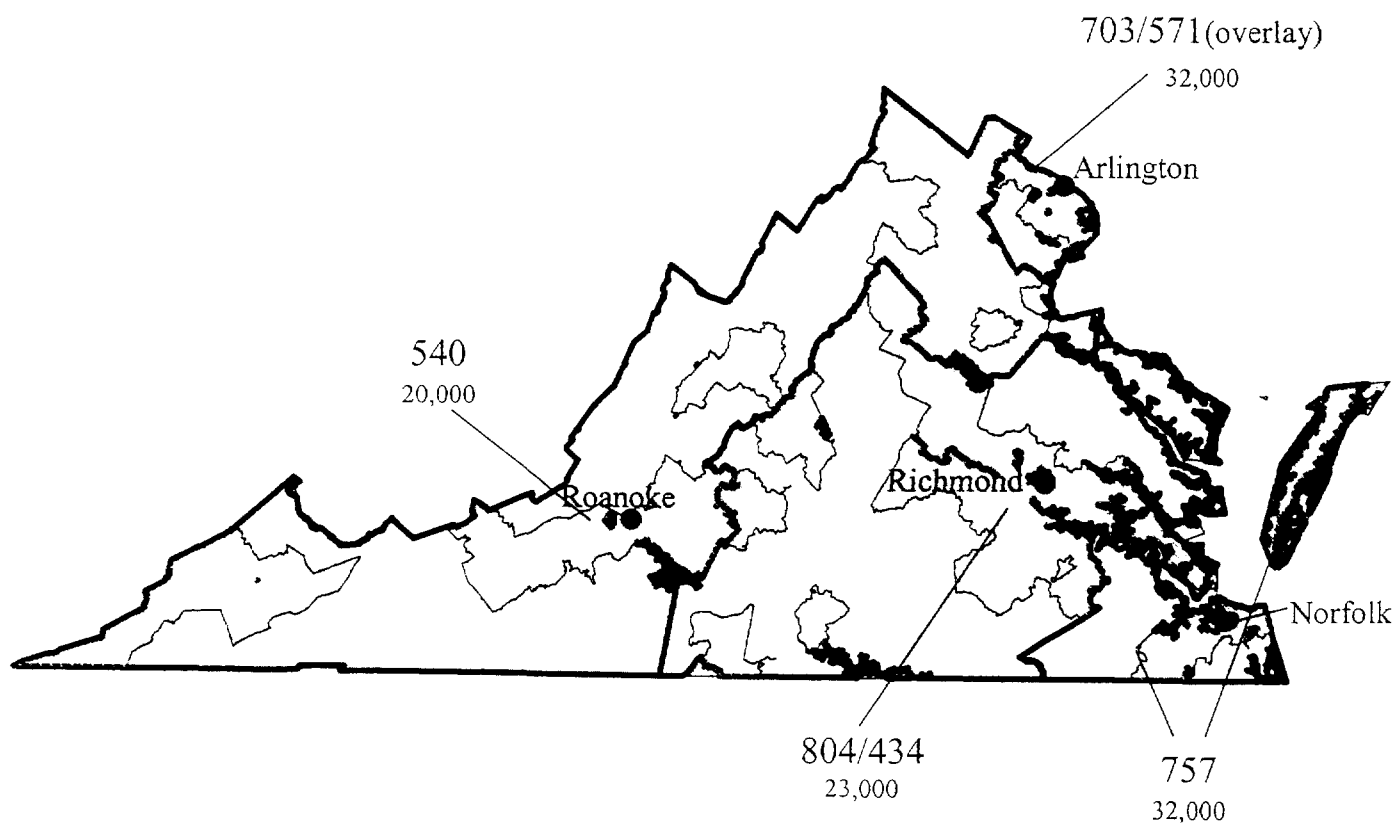 703/571(overlay)
32,000
Arlington
540
20,000
Roanoke
Richmond
Norfolk
804/434
23,000
757
32,000